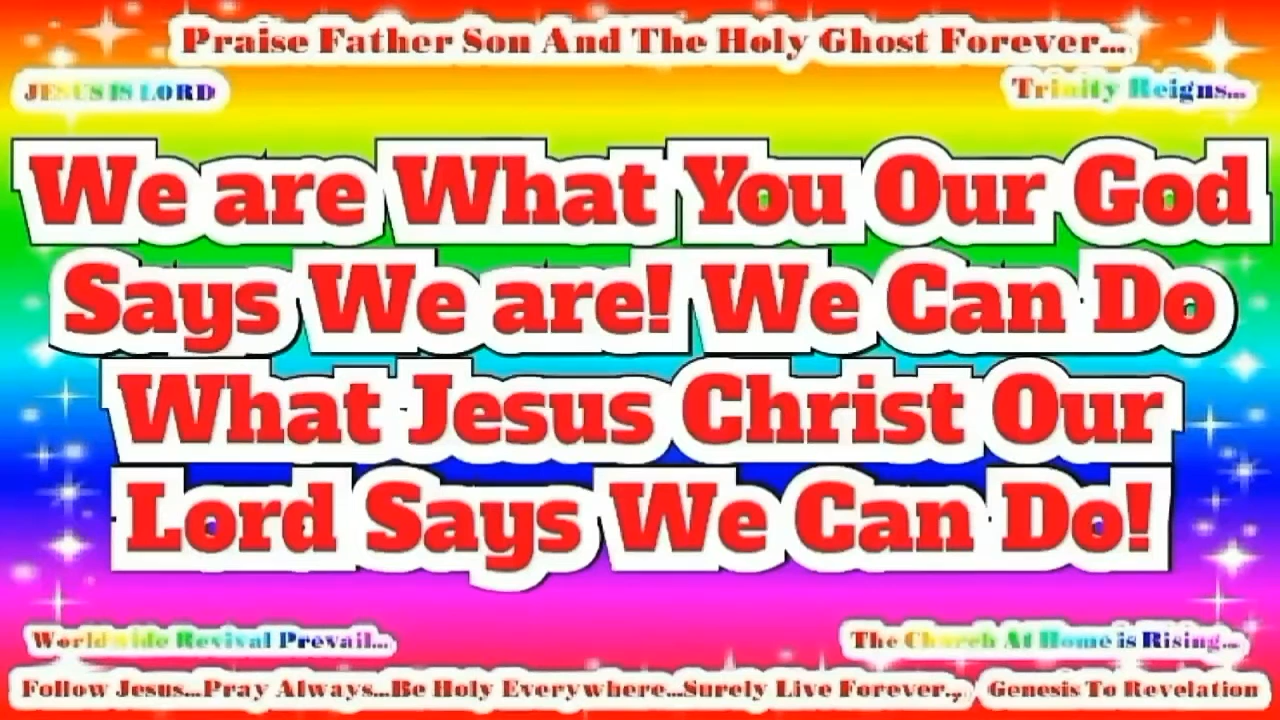 Praise Father Son And The Holy Ghost Forever...
JESUS IS LORD
Trinity Reigns...
We are What You Our God
Says We are! We Can Do
What Jesus Christ Our
Lord Says We Can Do!
Worldwide Revival Prevail...
The Church At Home is Rising...
Follow Jesus...Pray Always...Be Holy Everywhere...Surely Live Forever.., Genesis To Revelation